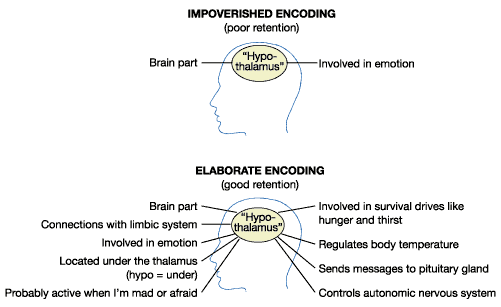 IMPOVERISHED ENCODING
(poor retention)
Brain part
"Hypo-
thalamus"
Involved in emotion
ELABORATE ENCODING
(good retention)
Brain part
Connections with limbic system
Involved in emotion
Located under the thalamus
(hypo = under)
Probably active when I'm mad or afraid
"Hypo-
thalamus"
Involved in survival drives like
hunger and thirst
Regulates body temperature
Sends messages to pituitary gland
Controls autonomic nervous system